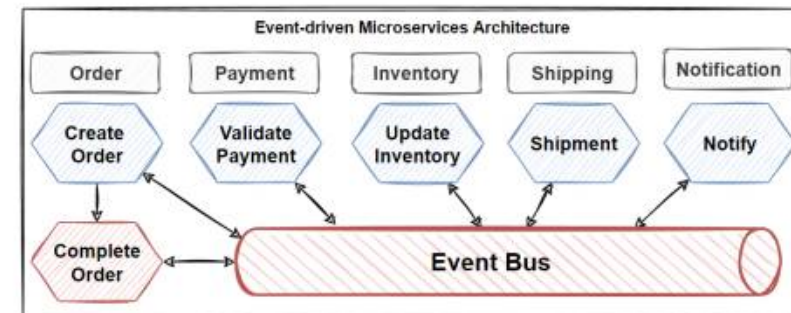 Event-driven Microservices Architecture
Order
Payment
Inventory
Shipping
Notification
Create
Order
Validate
Payment
Update
Inventory
Shipment
Notify
Complete
Order
Event Bus